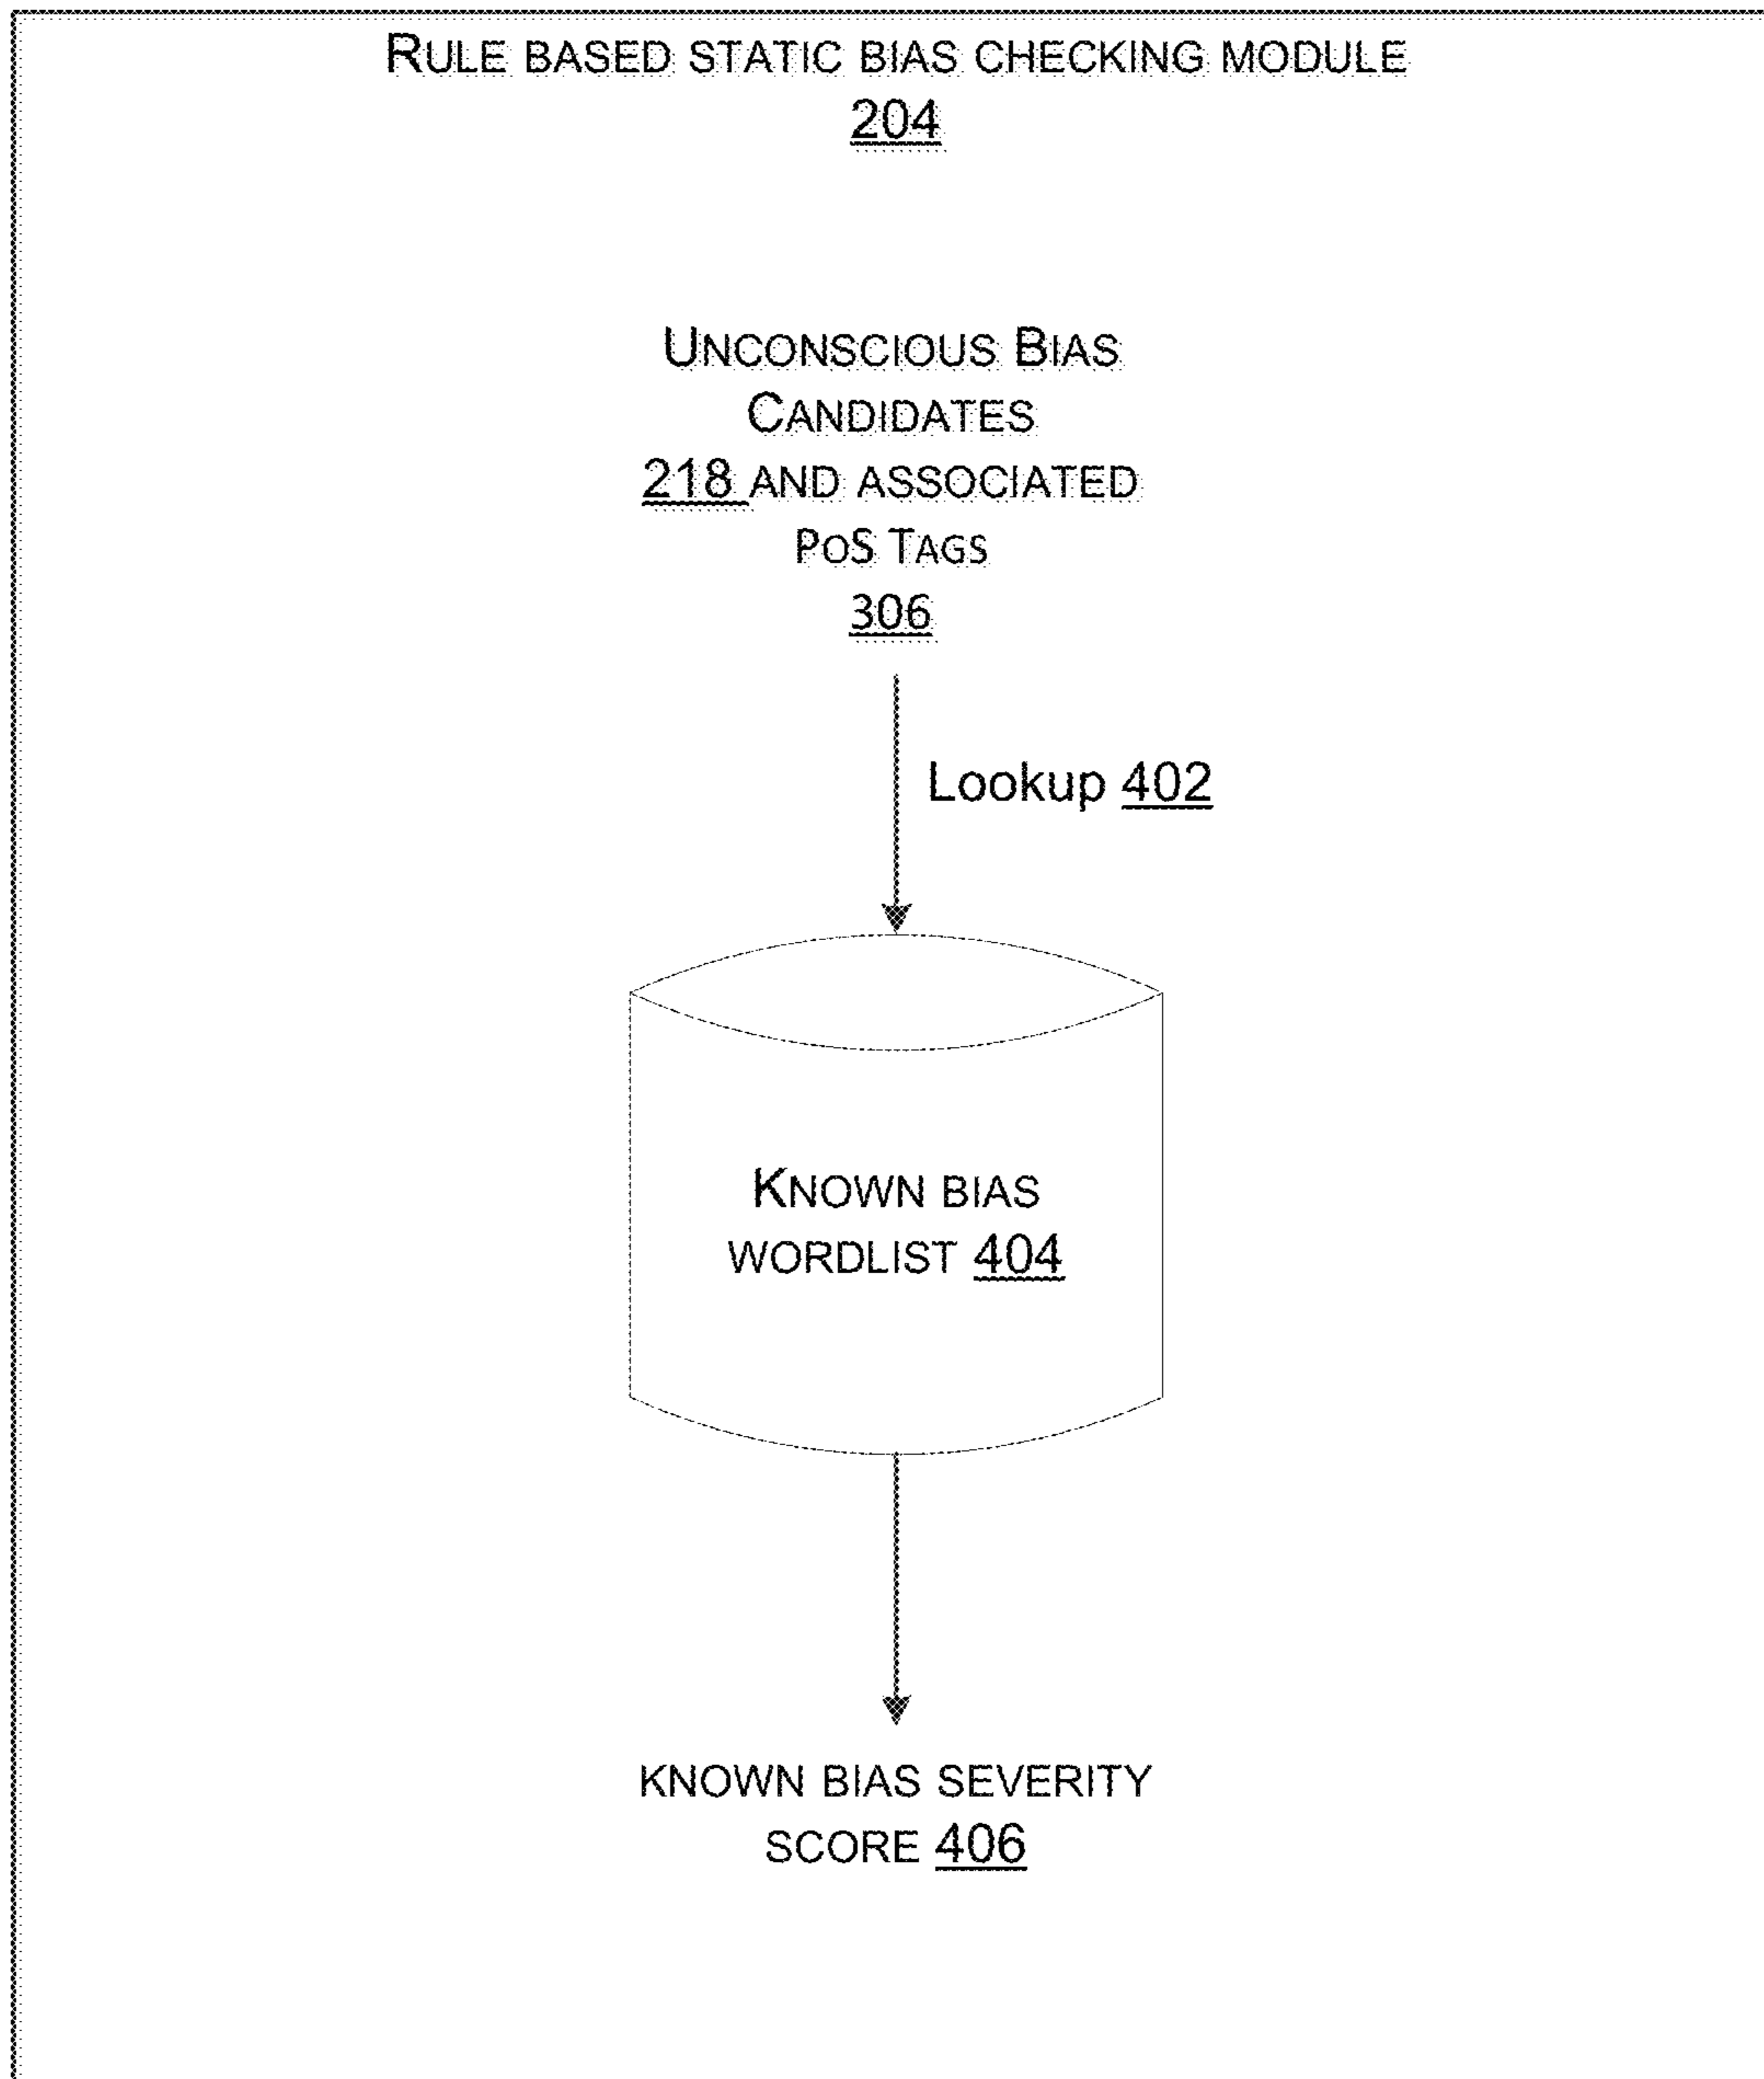 RULE BASED STATIC BIAS CHECKING MODULE
204
UNCONSCIOUS BIAS
CANDIDATES
218 AND ASSOCIATED
POS TAGS
306
Lookup 402
KNOWN BIAS
WORDLIST 404
KNOWN BIAS SEVERITY
SCORE 406